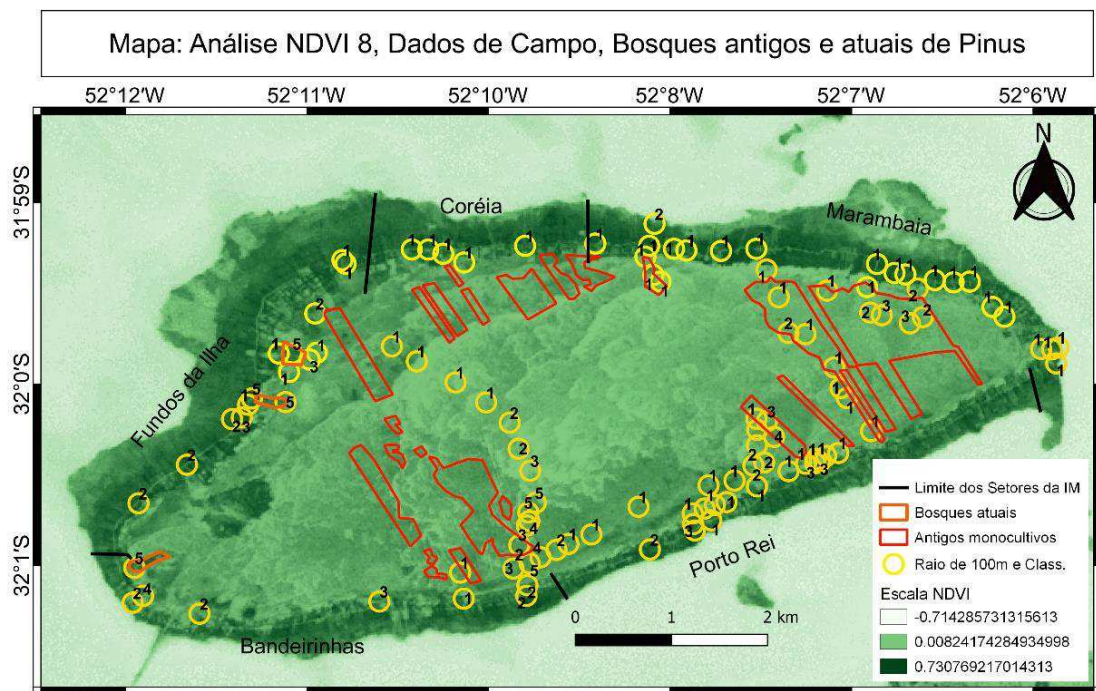 Mapa: Análise NDVI 8, Dados de Campo, Bosques antigos e atuais de Pinus
52°12'W 52°11'W 52°10'W 52°8'W 52°7'W 52°6'W
31°59'S
32°0'S
32°1'S
N
Coréia
Marambaia
Fundos da Ilha
Porto Rei
Bandeirinhas
0 1 2 km
Limite dos Setores da IM
Bosques atuais
Antigos monocultivos
Raio de 100m e Class.
Escala NDVI
-0.714285731315613
0.00824174284934998
0.730769217014313